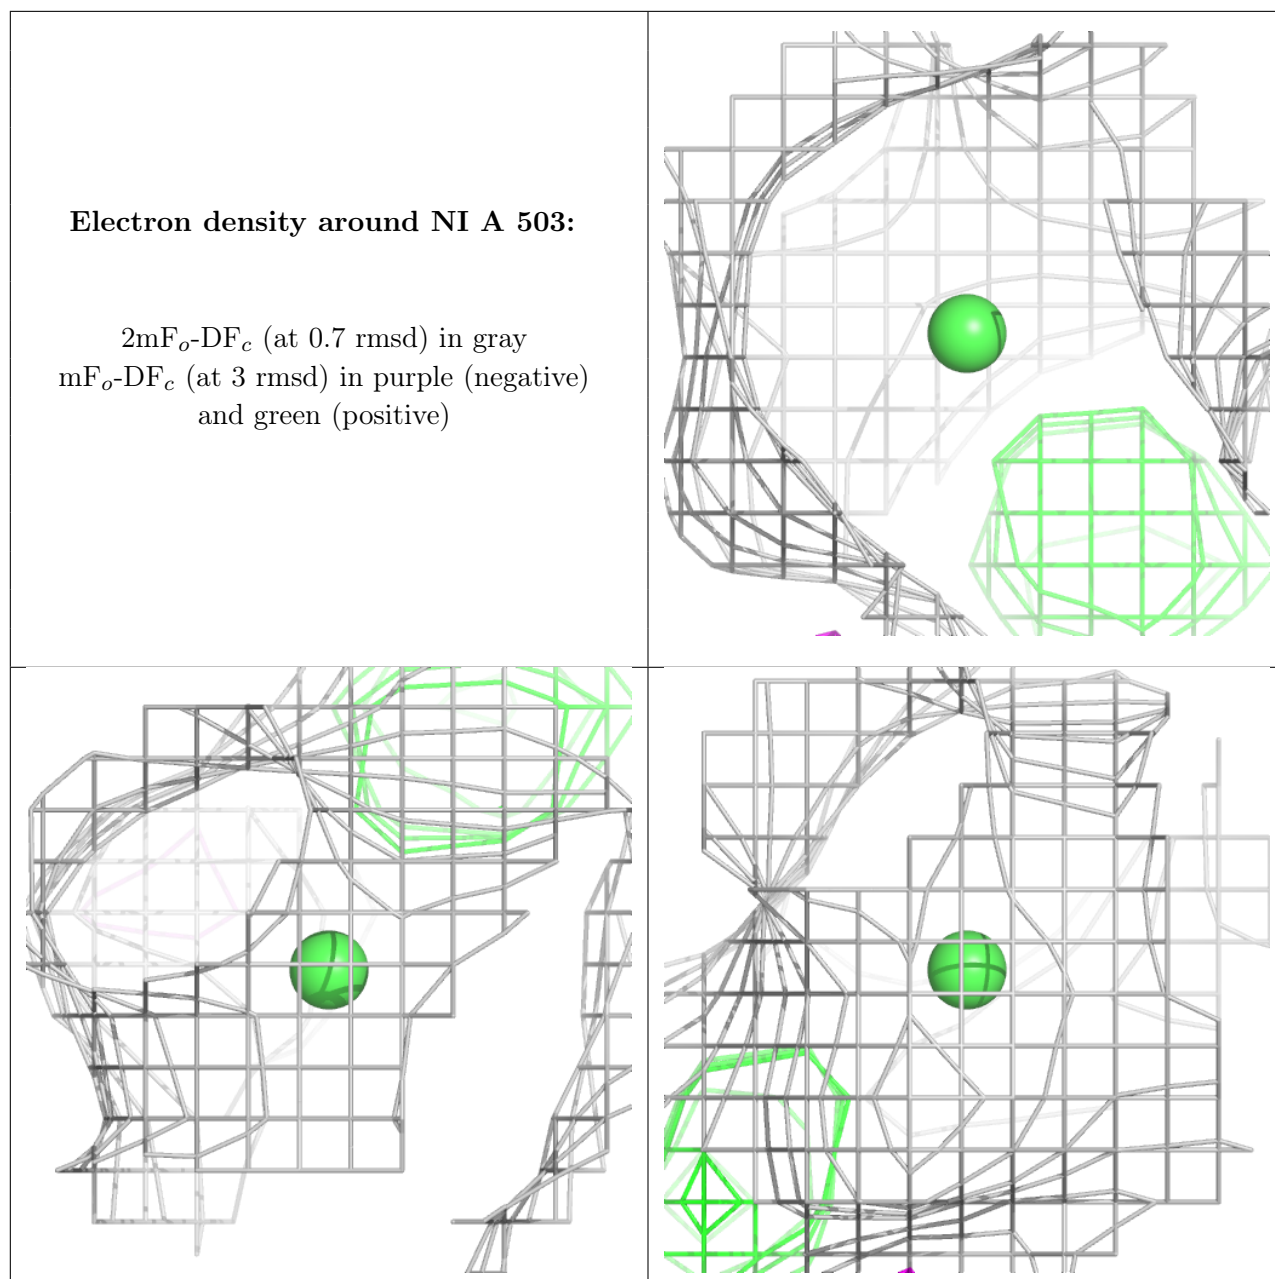 Electron density around NI A 503:
2mFo-DFc (at 0.7 rmsd) in gray
mFo-DFc (at 3 rmsd) in purple (negative)
and green (positive)